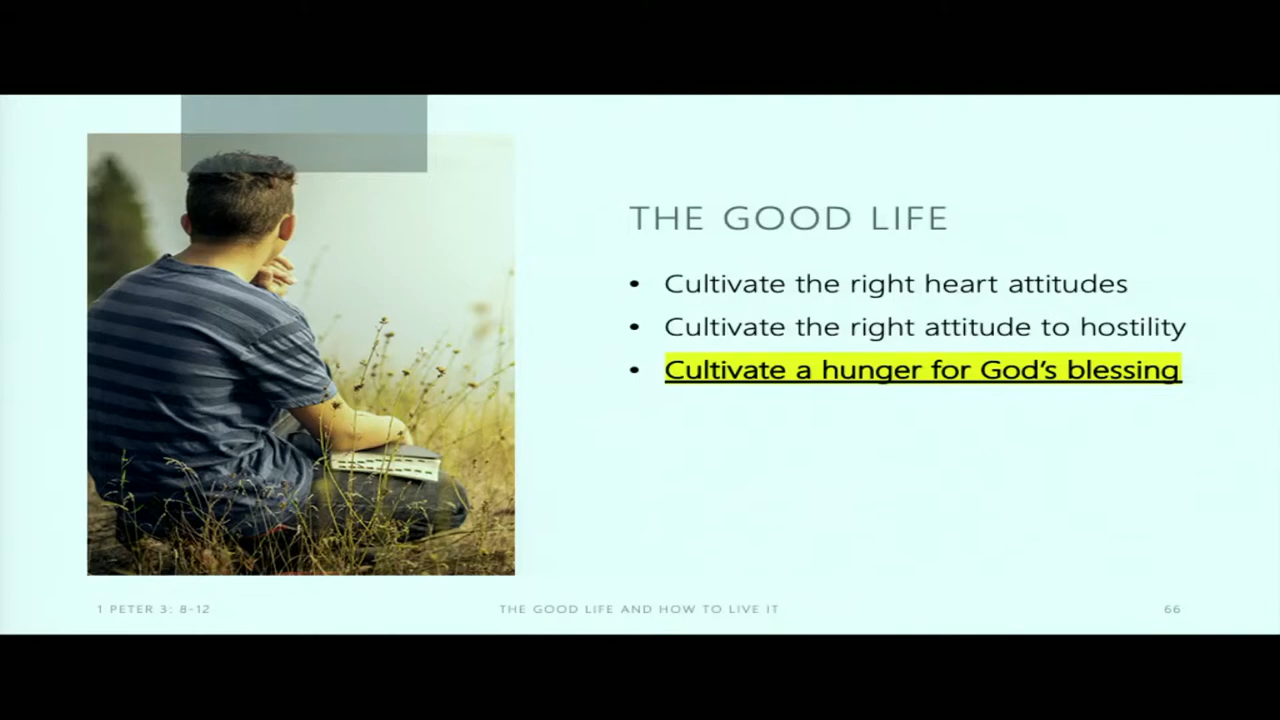 THE GOOD LIFE
• Cultivate the right heart attitudes
• Cultivate the right attitude to hostility
• Cultivate a hunger for God's blessing
1 PETER 3: 8-12
THE GOOD LIFE AND HOW TO LIVE IT
66